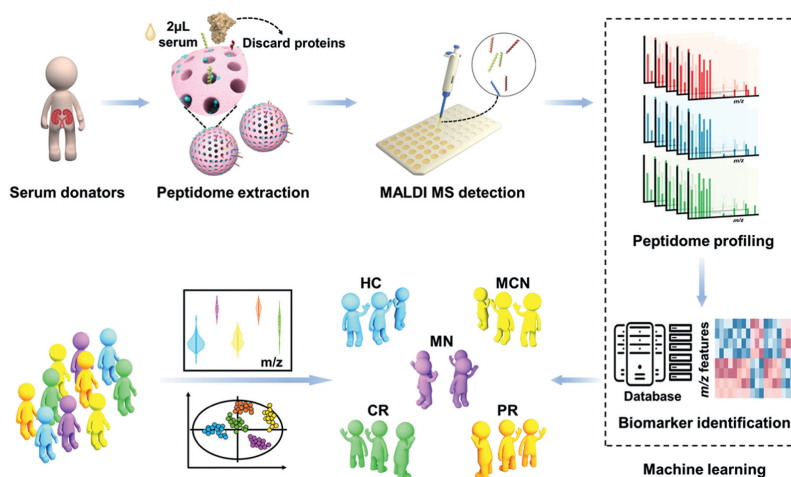 2μL
serum
Discard proteins
Serum donators
Peptidome extraction
MALDI MS detection
m/z
m/z
m/z
Peptidome profiling
HC
MCN
MN
CR
PR
m/z
Database
m/z features
Biomarker identification
Machine learning